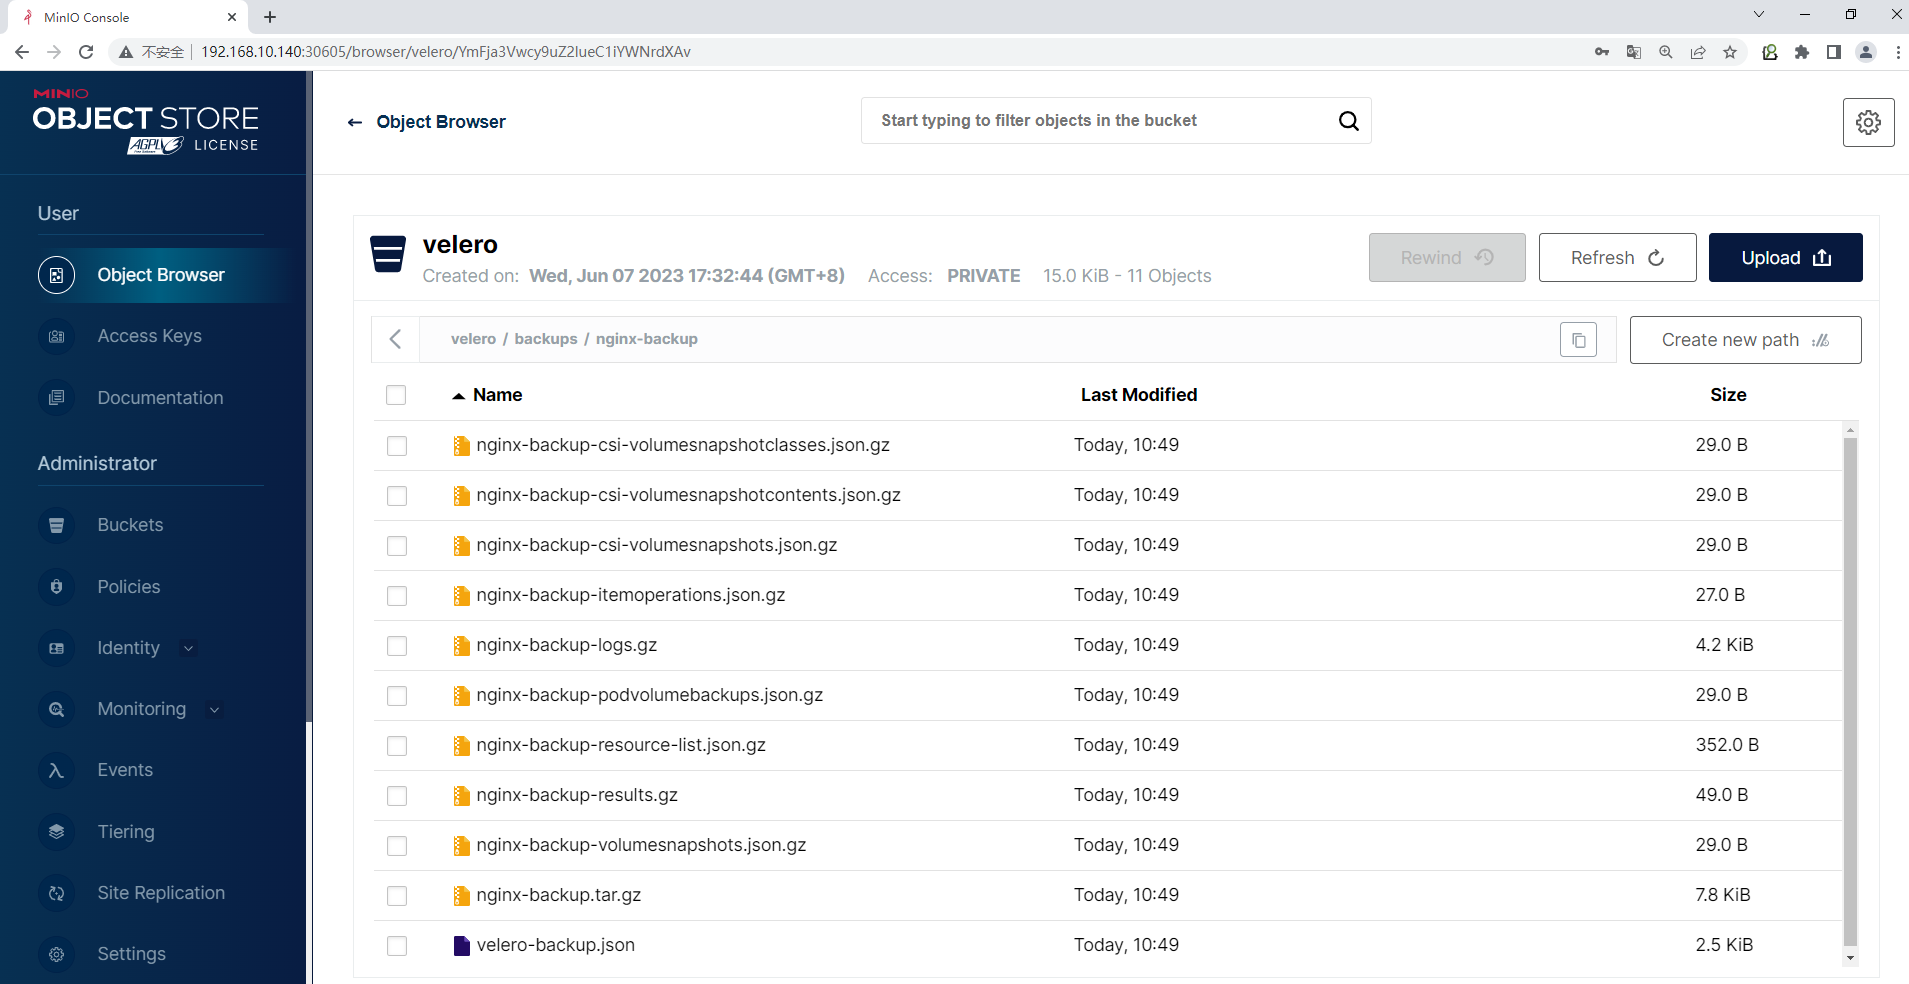 MinIO Console
不安全
192.168.10.140:30605/browser/velero/YmFja3Vwcy9uZ2lueC1iYWNrdXAv
MINIO
OBJECT STORE
AGPL LICENSE
Object Browser
Start typing to filter objects in the bucket
User
Object Browser
Access Keys
Documentation
Administrator
Buckets
Policies
Identity
Monitoring
Events
Tiering
Site Replication
Settings
velero
Created on: Wed, Jun 07 2023 17:32:44 (GMT+8) Access: PRIVATE 15.0 KiB - 11 Objects
Rewind
Refresh
Upload
velero / backups / nginx-backup
Create new path
Name Last Modified Size
nginx-backup-csi-volumesnapshotclasses.json.gz Today, 10:49 29.0 B
nginx-backup-csi-volumesnapshotcontents.json.gz Today, 10:49 29.0 B
nginx-backup-csi-volumesnapshots.json.gz Today, 10:49 29.0 B
nginx-backup-itemoperations.json.gz Today, 10:49 27.0 B
nginx-backup-logs.gz Today, 10:49 4.2 KiB
nginx-backup-podvolumebackups.json.gz Today, 10:49 29.0 B
nginx-backup-resource-list.json.gz Today, 10:49 352.0 B
nginx-backup-results.gz Today, 10:49 49.0 B
nginx-backup-volumesnapshots.json.gz Today, 10:49 29.0 B
nginx-backup.tar.gz Today, 10:49 7.8 KiB
velero-backup.json Today, 10:49 2.5 KiB